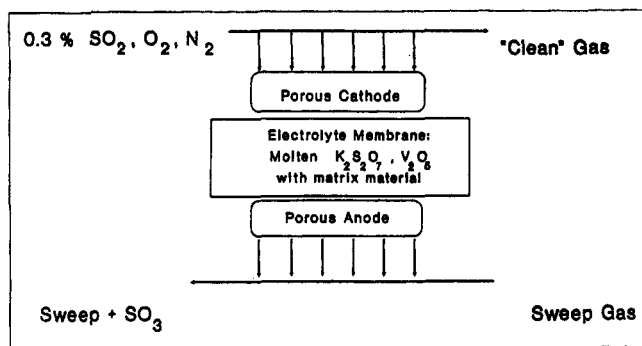 0.3 % SO₂, O₂, N₂
"Clean" Gas
Porous Cathode
Electrolyte Membrane:
Molten K₂S₂O₇, V₂O₅
with matrix material
Porous Anode
Sweep + SO₃
Sweep Gas